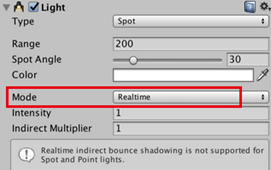 Light
Type Spot
Range 200
Spot Angle 30
Color
Mode Realtime
Intensity 1
Indirect Multiplier 1
Realtime indirect bounce shadowing is not supported for
Spot and Point lights.